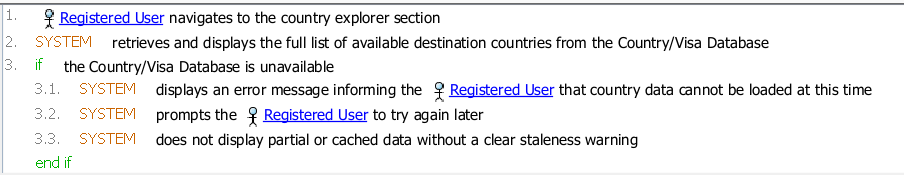 1. Registered User navigates to the country explorer section
2. SYSTEM retrieves and displays the full list of available destination countries from the Country/Visa Database
3. if the Country/Visa Database is unavailable
3.1. SYSTEM displays an error message informing the Registered User that country data cannot be loaded at this time
3.2. SYSTEM prompts the Registered User to try again later
3.3. SYSTEM does not display partial or cached data without a clear staleness warning
end if